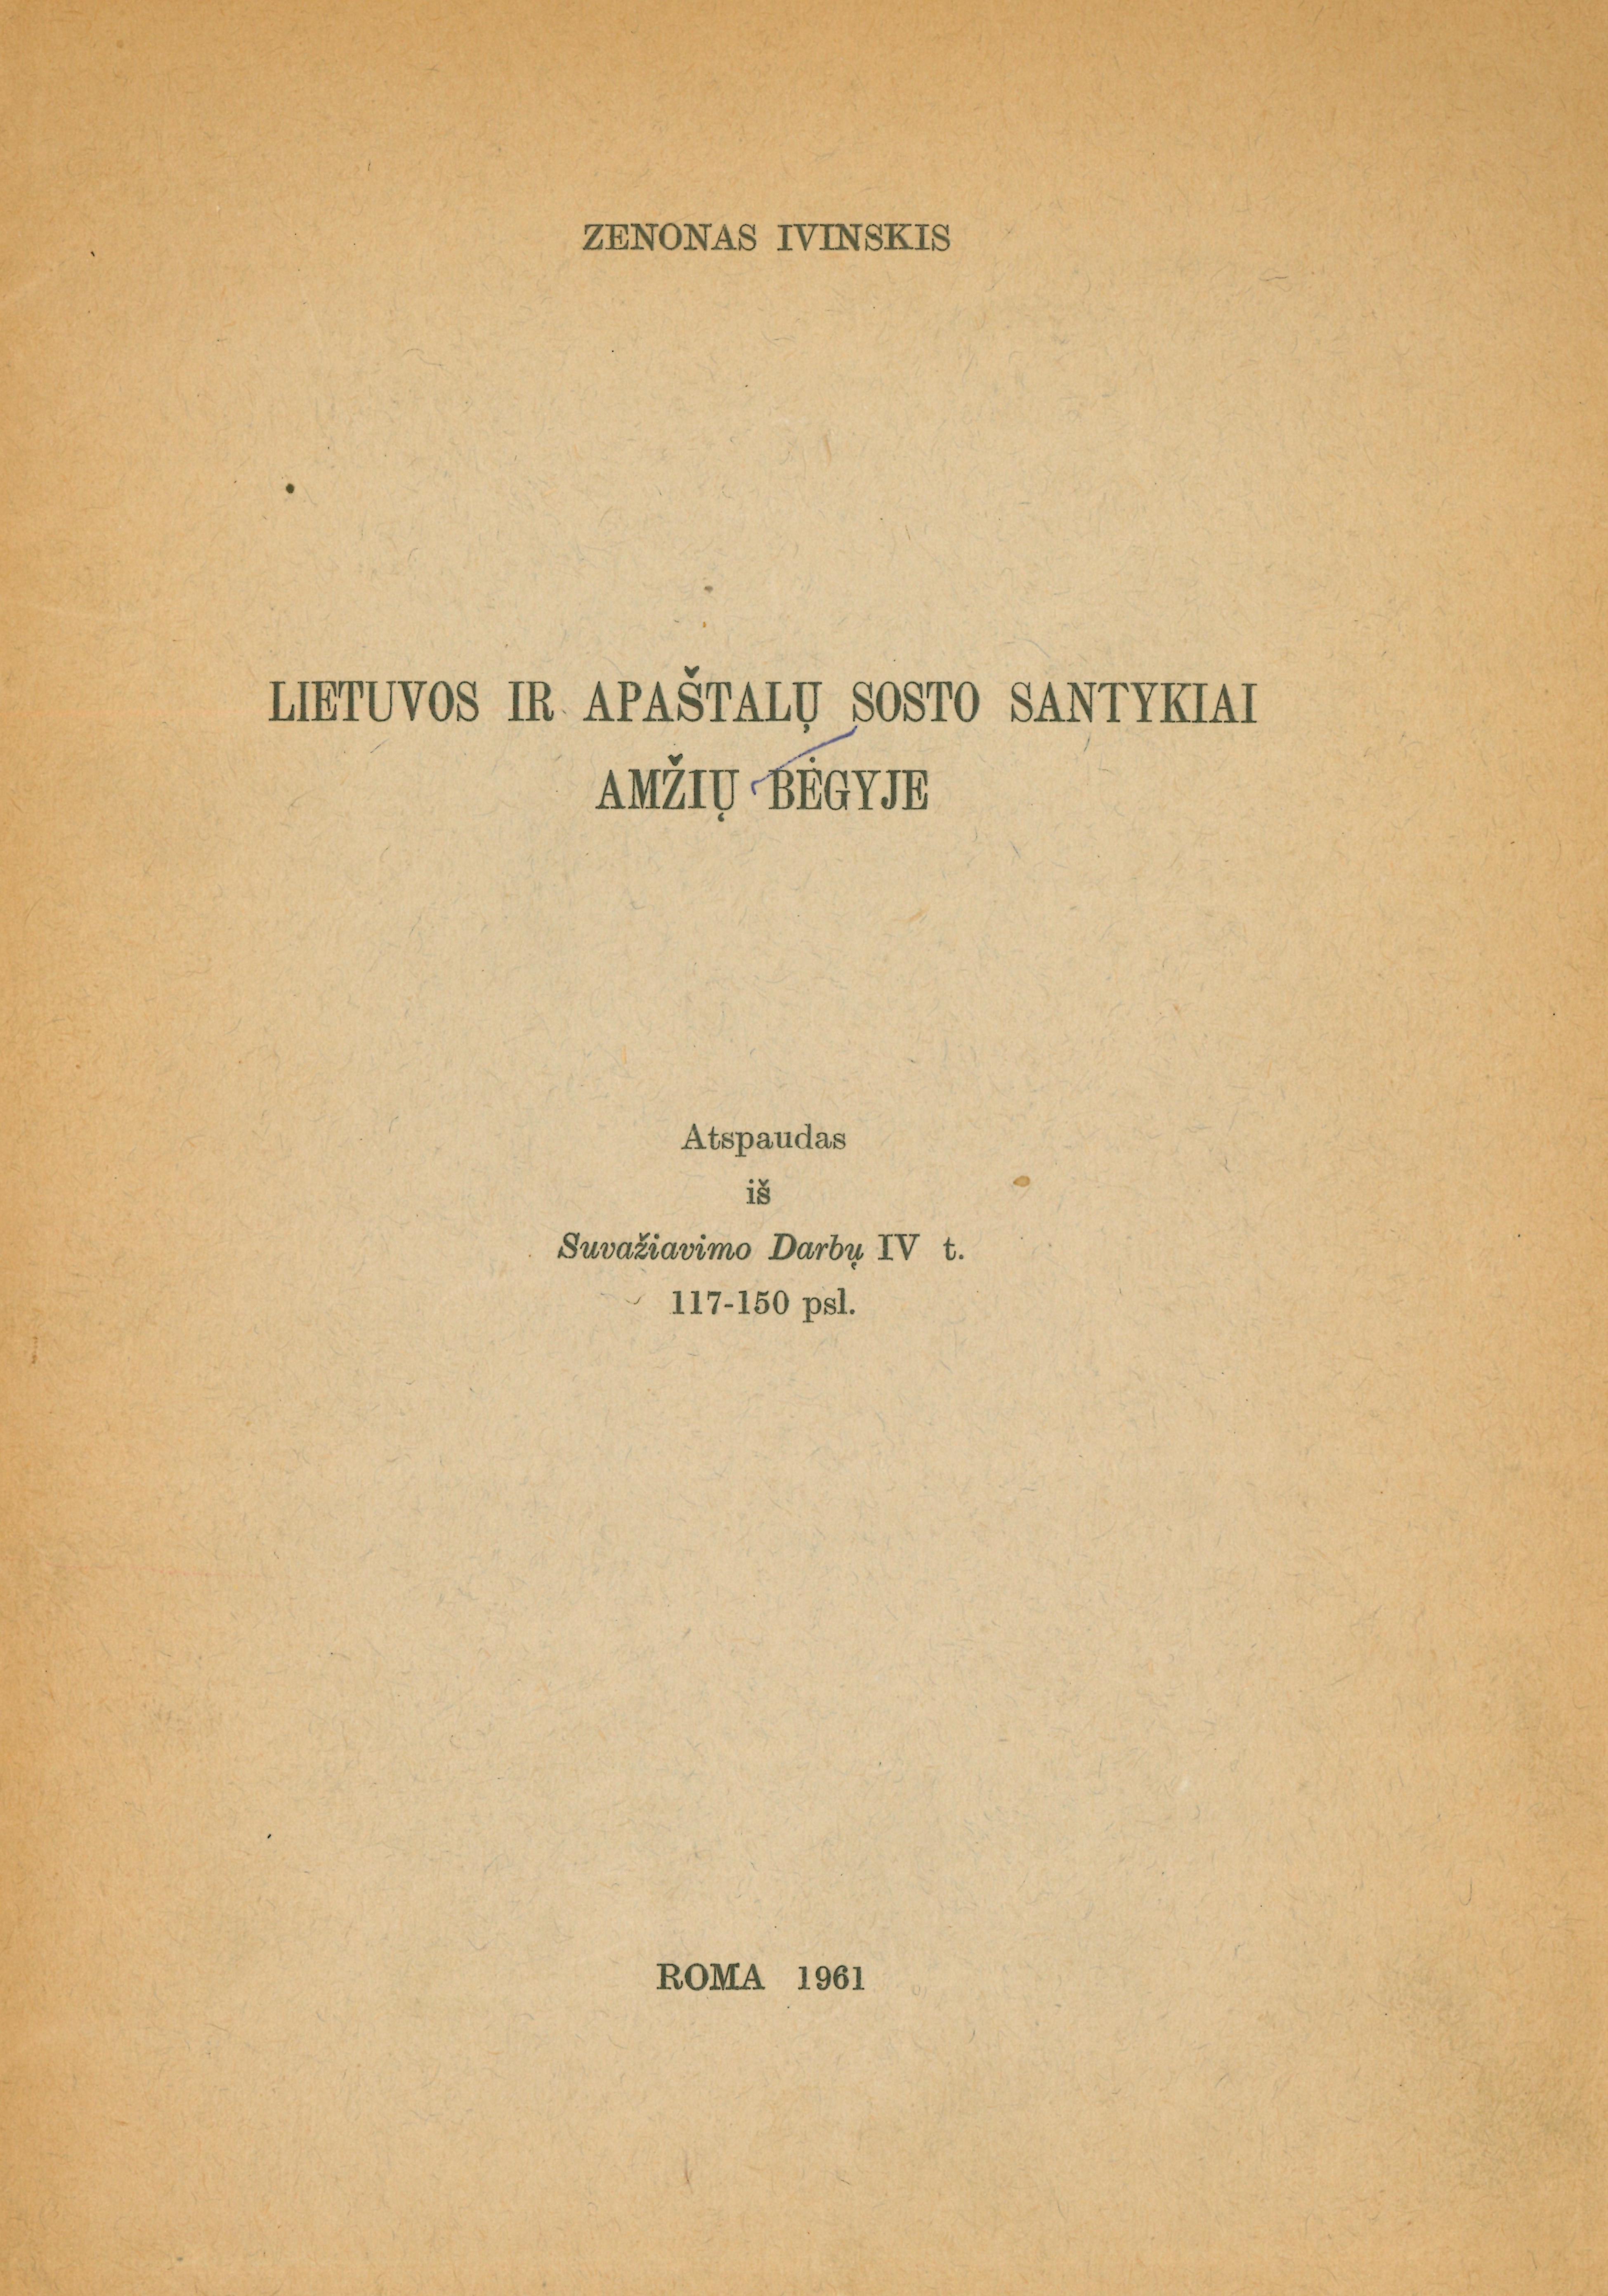 ZENONAS IVINSKIS
LIETUVOS IR APAŠTALŲ SOSTO SANTYKIAI
AMŽIŲ BĖGYJE
Atspaudas
iš
Suvažiavimo Darbų IV t.
117-150 psl.
ROMA 1961